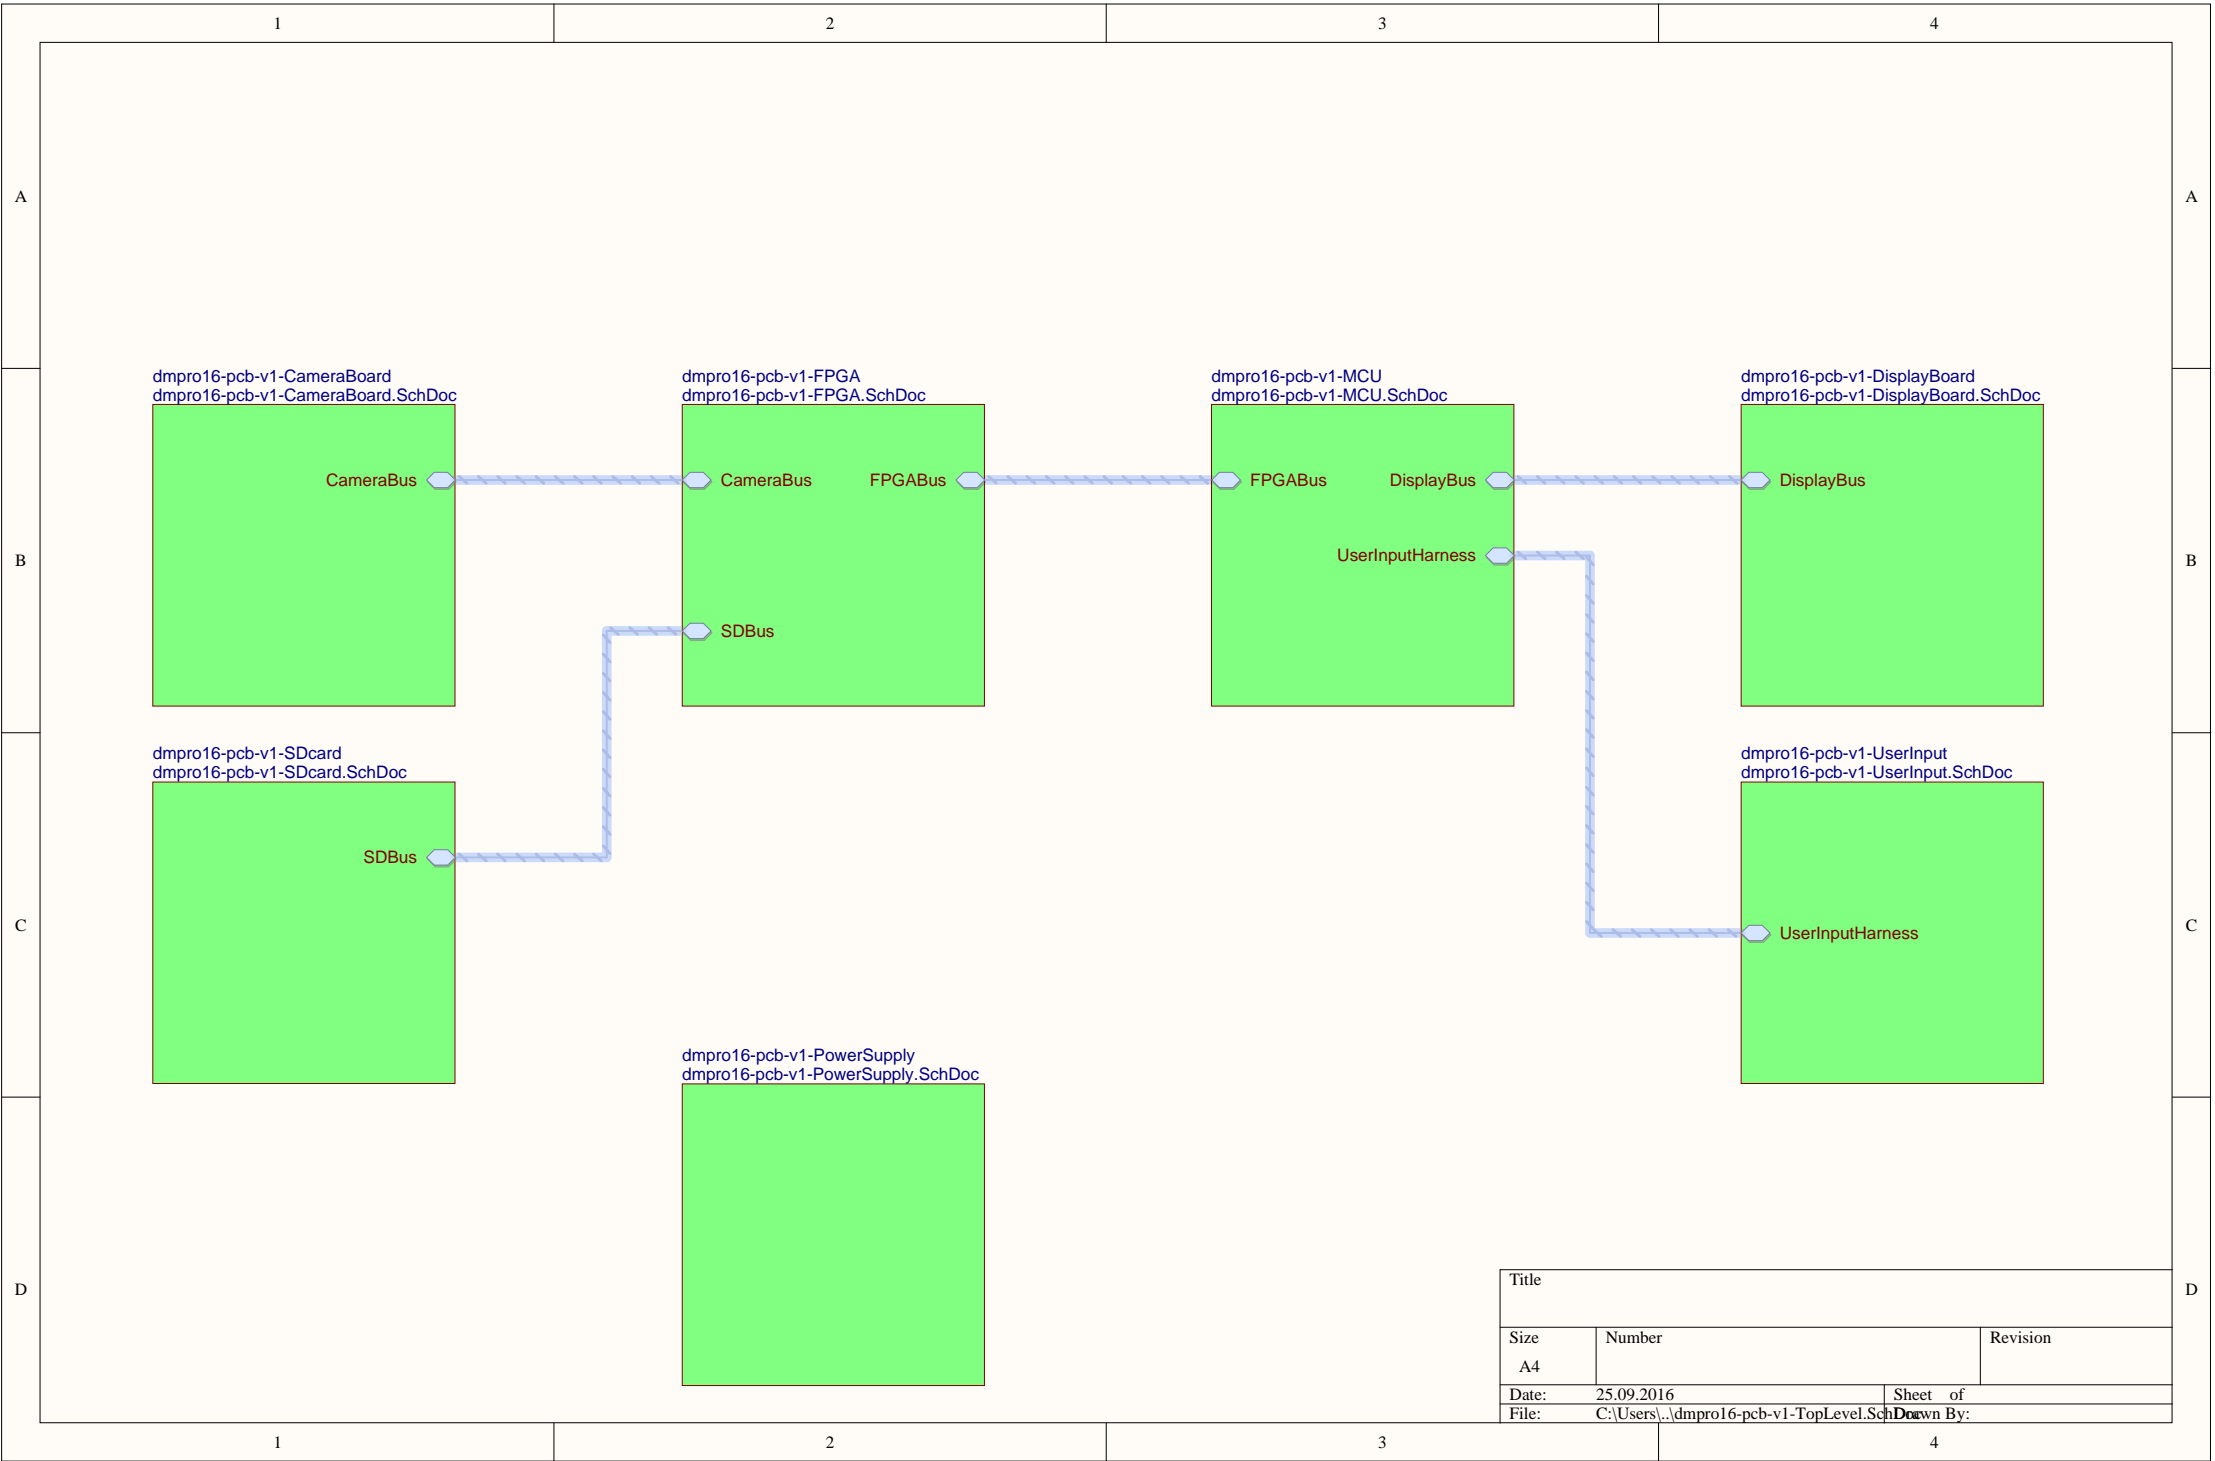 1 2 3 4
A A
dmpro16-pcb-v1-CameraBoard
dmpro16-pcb-v1-CameraBoard.SchDoc
dmpro16-pcb-v1-FPGA
dmpro16-pcb-v1-FPGA.SchDoc
dmpro16-pcb-v1-MCU
dmpro16-pcb-v1-MCU.SchDoc
dmpro16-pcb-v1-DisplayBoard
dmpro16-pcb-v1-DisplayBoard.SchDoc
CameraBus CameraBus FPGABus FPGABus DisplayBus DisplayBus
UserInputHarness
B B
SDBus
dmpro16-pcb-v1-SDcard
dmpro16-pcb-v1-SDcard.SchDoc
dmpro16-pcb-v1-UserInput
dmpro16-pcb-v1-UserInput.SchDoc
SDBus
C C
UserInputHarness
dmpro16-pcb-v1-PowerSupply
dmpro16-pcb-v1-PowerSupply.SchDoc
D D
Title
Size Number Revision
A4
Date: 25.09.2016 Sheet of
File: C:\Users\..\dmpro16-pcb-v1-TopLevel.SchDoc Drawn By:
1 2 3 4